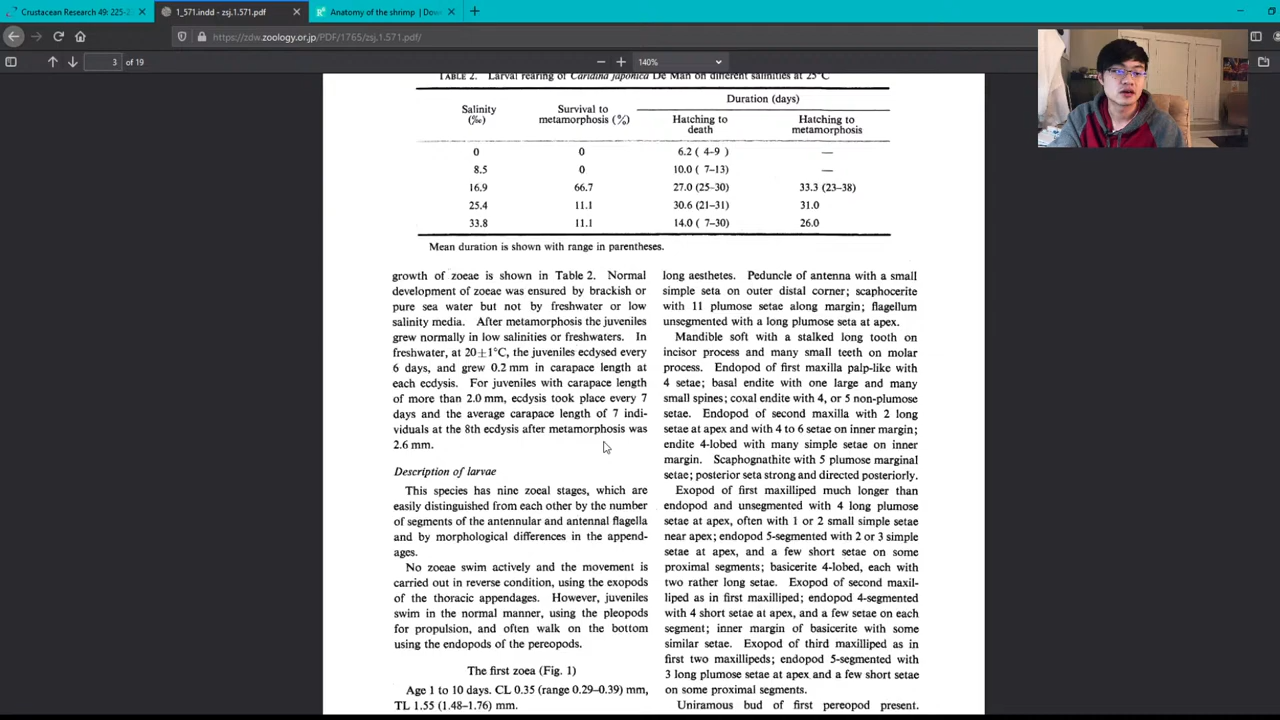 Crustacean Research 49: 225-2
1_571.indd - zsj.1.571.pdf
Anatomy of the shrimp | Dow
https://zdw.zoology.or.jp/PDF/1765/zsj.1.571.pdf/
3 of 19
140%
TABLE 2. Larval rearing of Caridina japonica De Man on different salinities at 25°C
Salinity (‰) Survival to metamorphosis (%) Duration (days)
Hatching to death Hatching to metamorphosis
0 0 6.2 ( 4–9 ) —
8.5 0 10.0 ( 7–13) —
16.9 66.7 27.0 (25–30) 33.3 (23–38)
25.4 11.1 30.6 (21–31) 31.0
33.8 11.1 14.0 ( 7–30) 26.0
Mean duration is shown with range in parentheses.
growth of zoeae is shown in Table 2. Normal
development of zoeae was ensured by brackish or
pure sea water but not by freshwater or low
salinity media. After metamorphosis the juveniles
grew normally in low salinities or freshwaters. In
freshwater, at 20±1°C, the juveniles ecdysed every
6 days, and grew 0.2 mm in carapace length at
each ecdysis. For juveniles with carapace length
of more than 2.0 mm, ecdysis took place every 7
days and the average carapace length of 7 indi-
viduals at the 8th ecdysis after metamorphosis was
2.6 mm.
Description of larvae
This species has nine zoeal stages, which are
easily distinguished from each other by the number
of segments of the antennular and antennal flagella
and by morphological differences in the append-
ages.
No zoeae swim actively and the movement is
carried out in reverse condition, using the exopods
of the thoracic appendages. However, juveniles
swim in the normal manner, using the pleopods
for propulsion, and often walk on the bottom
using the endopods of the pereopods.
The first zoea (Fig. 1)
Age 1 to 10 days. CL 0.35 (range 0.29–0.39) mm,
TL 1.55 (1.48–1.76) mm.
long aesthetes. Peduncle of antenna with a small
simple seta on outer distal corner; scaphocerite
with 11 plumose setae along margin; flagellum
unsegmented with a long plumose seta at apex.
Mandible soft with a stalked long tooth on
incisor process and many small teeth on molar
process. Endopod of first maxilla palp-like with
4 setae; basal endite with one large and many
small spines; coxal endite with 4, or 5 non-plumose
setae. Endopod of second maxilla with 2 long
setae at apex and with 4 to 6 setae on inner margin;
endite 4-lobed with many simple setae on inner
margin. Scaphognathite with 5 plumose marginal
setae; posterior seta strong and directed posteriorly.
Exopod of first maxilliped much longer than
endopod and unsegmented with 4 long plumose
setae at apex, often with 1 or 2 small simple setae
near apex; endopod 5-segmented with 2 or 3 simple
setae at apex, and a few short setae on some
proximal segments; basicerite 4-lobed, each with
two rather long setae. Exopod of second maxil-
liped as in first maxilliped; endopod 4-segmented
with 4 short setae at apex, and a few setae on each
segment; inner margin of basicerite with some
similar setae. Exopod of third maxilliped as in
first two maxillipeds; endopod 5-segmented with
3 long plumose setae at apex and a few short setae
on some proximal segments.
Uniramous bud of first pereopod present.